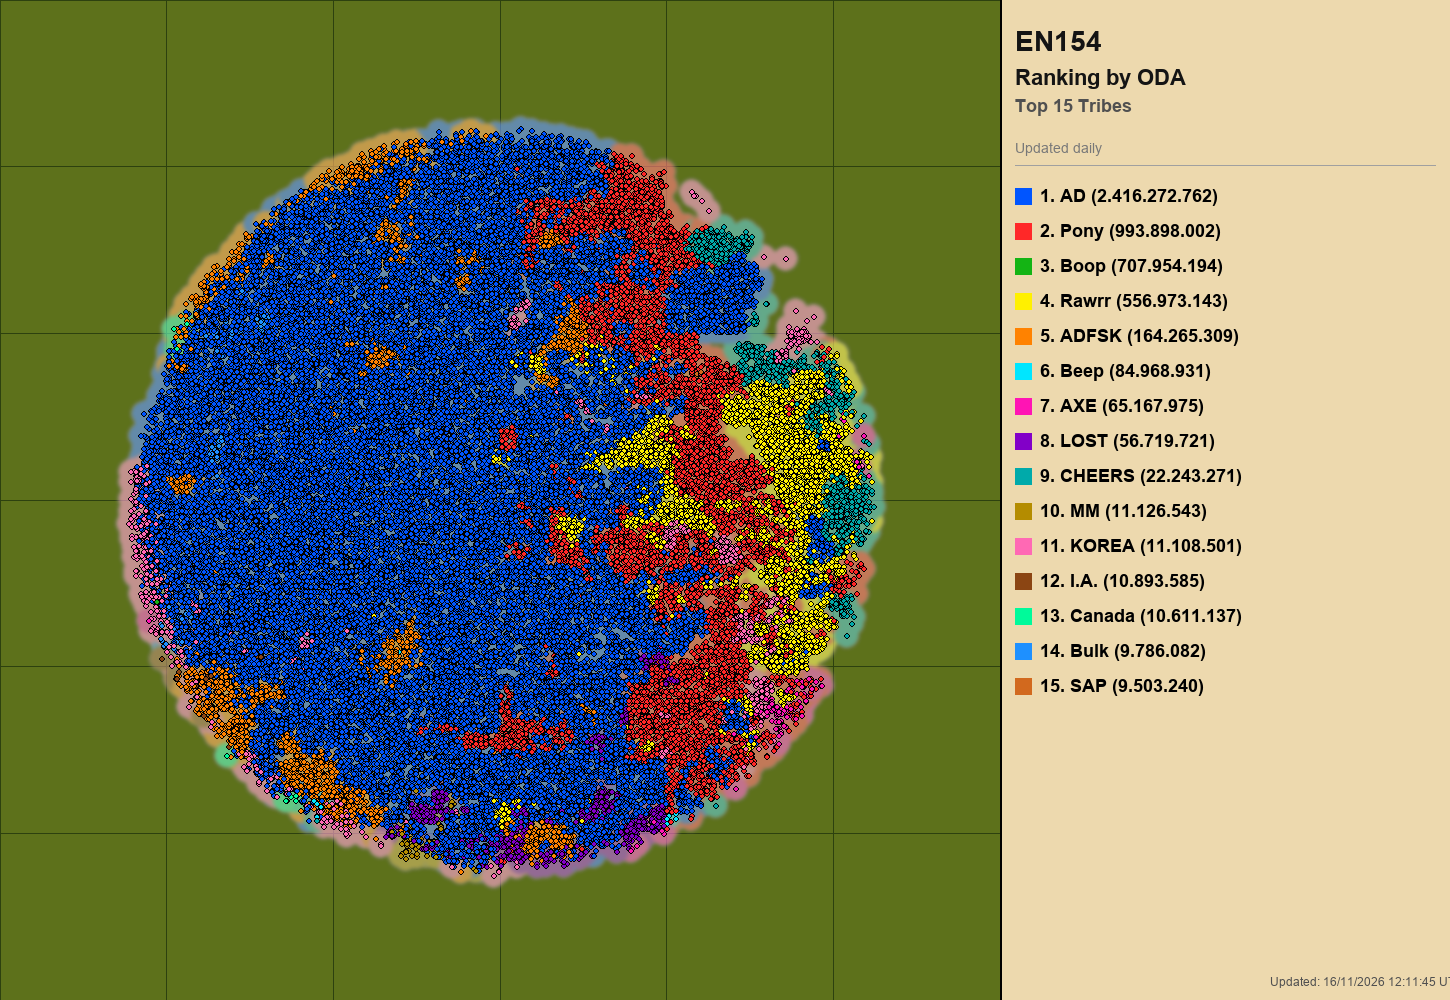 EN154
Ranking by ODA
Top 15 Tribes
Updated daily
1. AD (2.416.272.762)
2. Pony (993.898.002)
3. Boop (707.954.194)
4. Rawrr (556.973.143)
5. ADFSK (164.265.309)
6. Beep (84.968.931)
7. AXE (65.167.975)
8. LOST (56.719.721)
9. CHEERS (22.243.271)
10. MM (11.126.543)
11. KOREA (11.108.501)
12. I.A. (10.893.585)
13. Canada (10.611.137)
14. Bulk (9.786.082)
15. SAP (9.503.240)
Updated: 16/11/2026 12:11:45 U